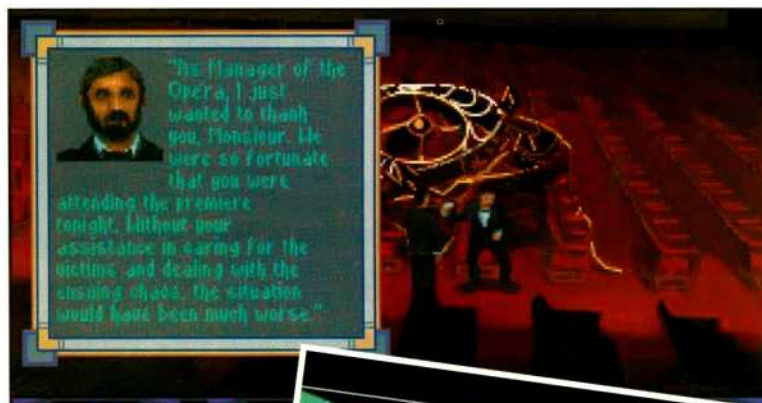 "As Manager of the
Opera, I just
wanted to thank
you, Monsieur. We
were so fortunate
that you were
attending the premiere
tonight. Without your
assistance in caring for the
victims and dealing with the
ensuing chaos, the situation
would have been much worse."